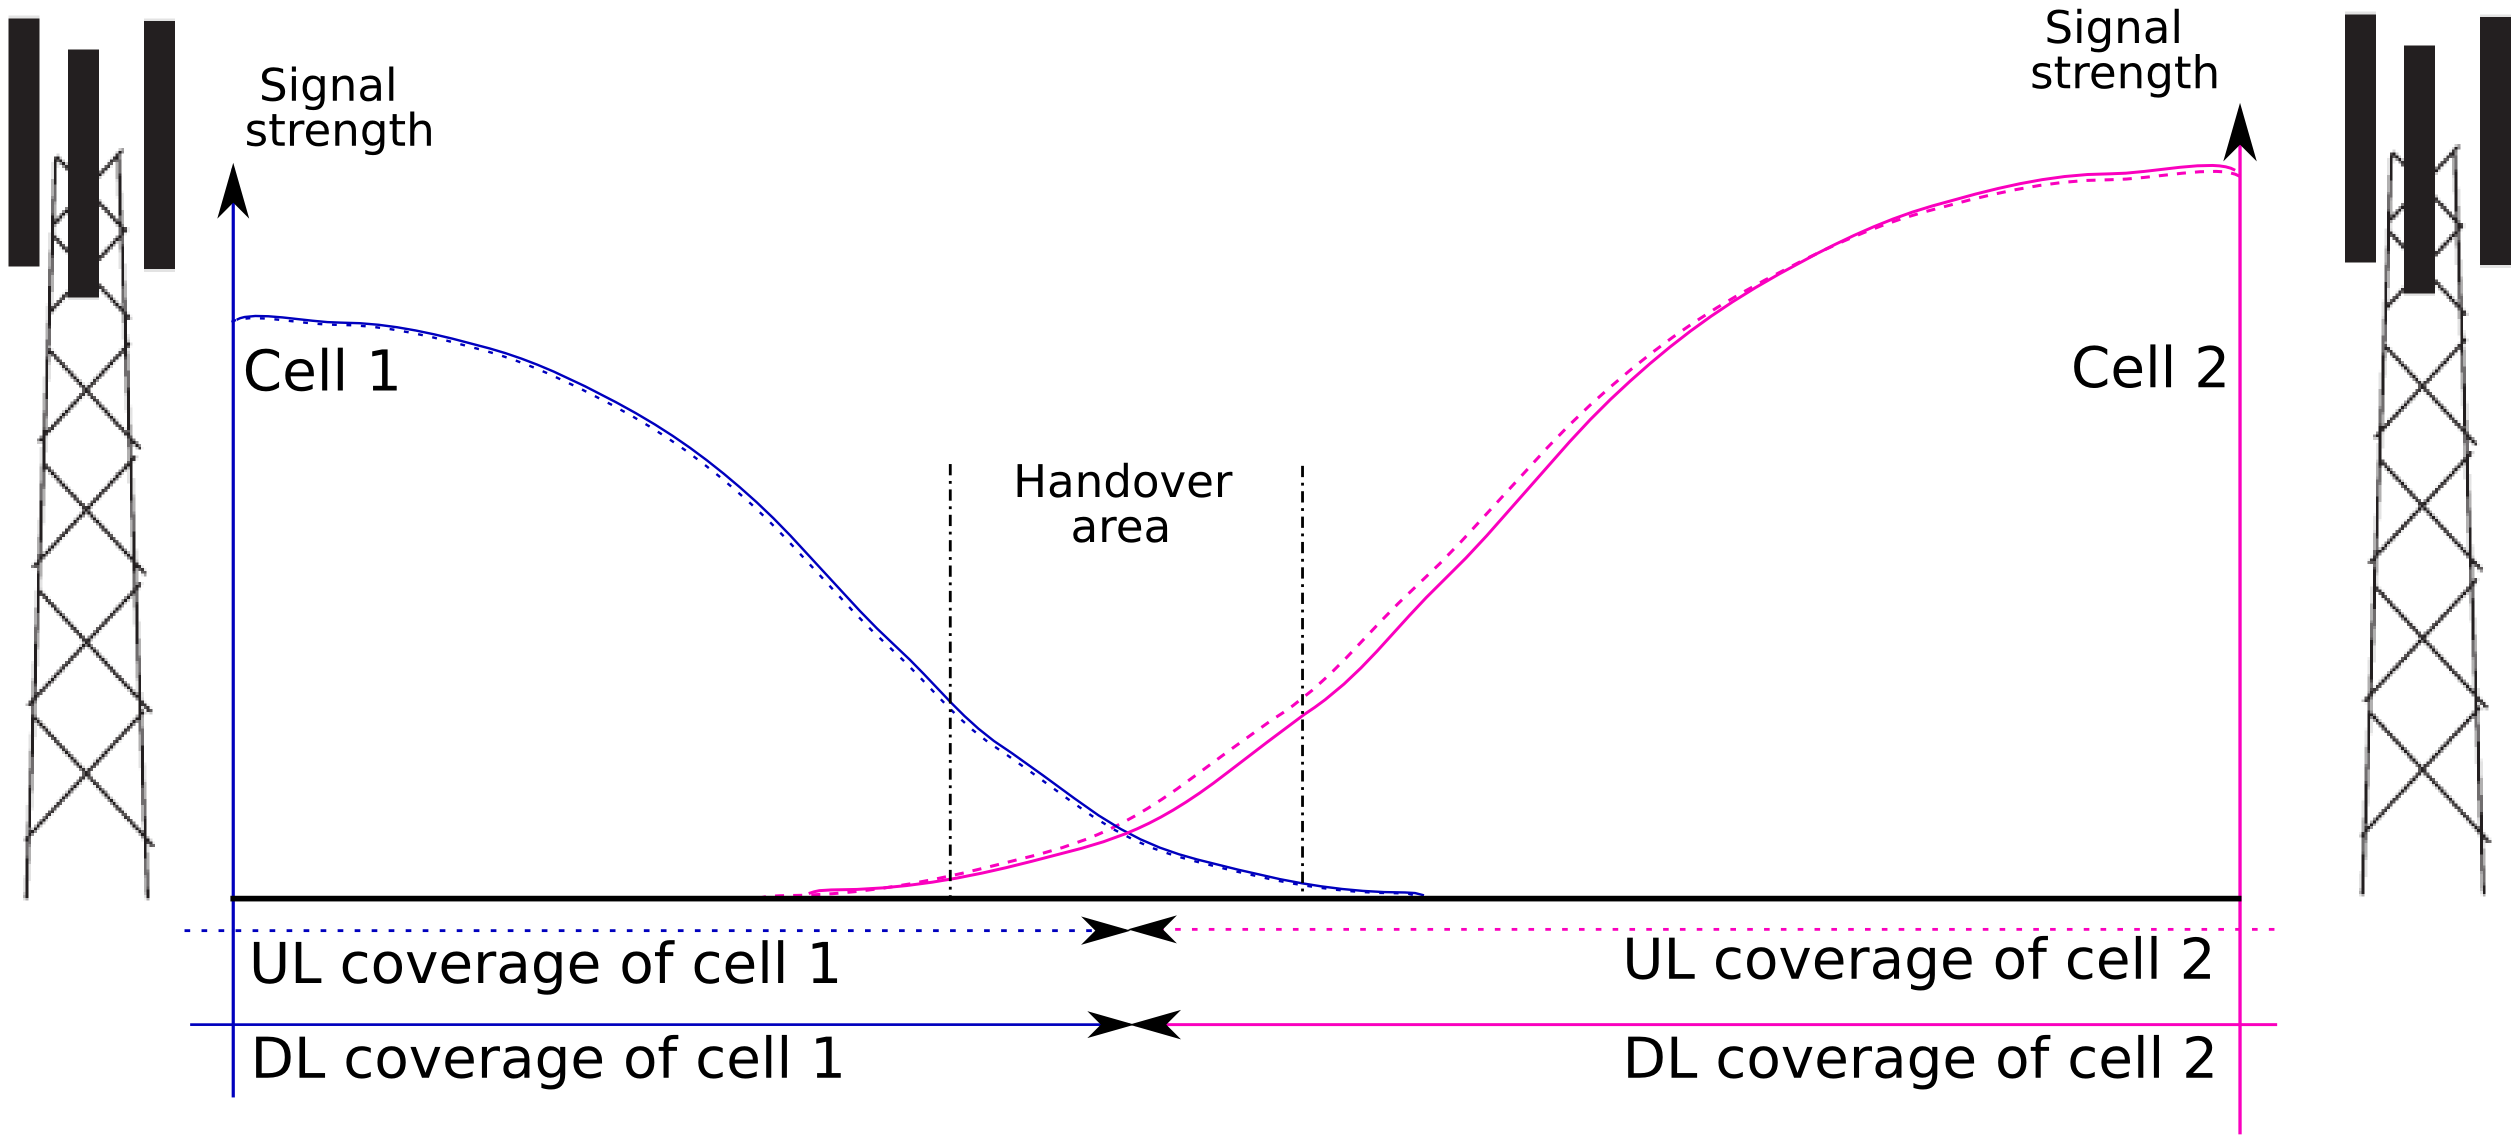 Signal
strength
Signal
strength
Cell 1
Cell 2
Handover
area
UL coverage of cell 1
UL coverage of cell 2
DL coverage of cell 1
DL coverage of cell 2